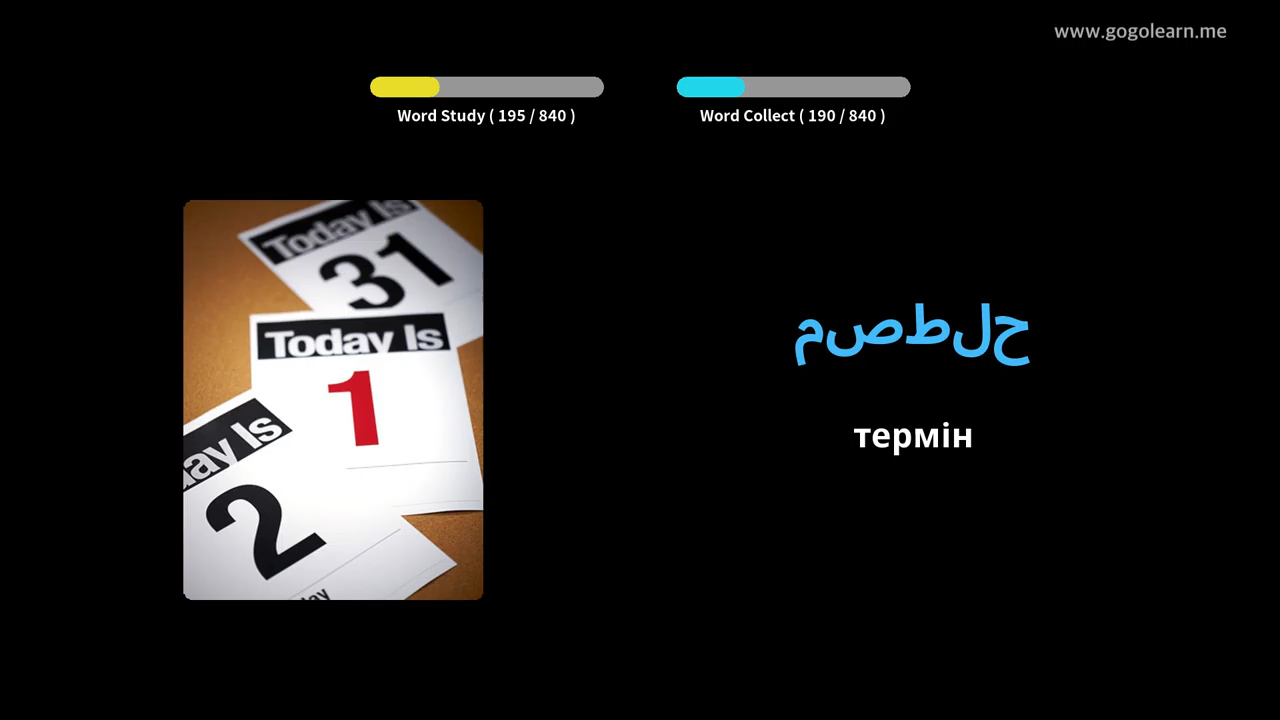 www.gogolearn.me
Word Study ( 195 / 840 )
Word Collect ( 190 / 840 )
Today Is
31
Today Is
1
ay Is
2
ay
مصطلح
термін